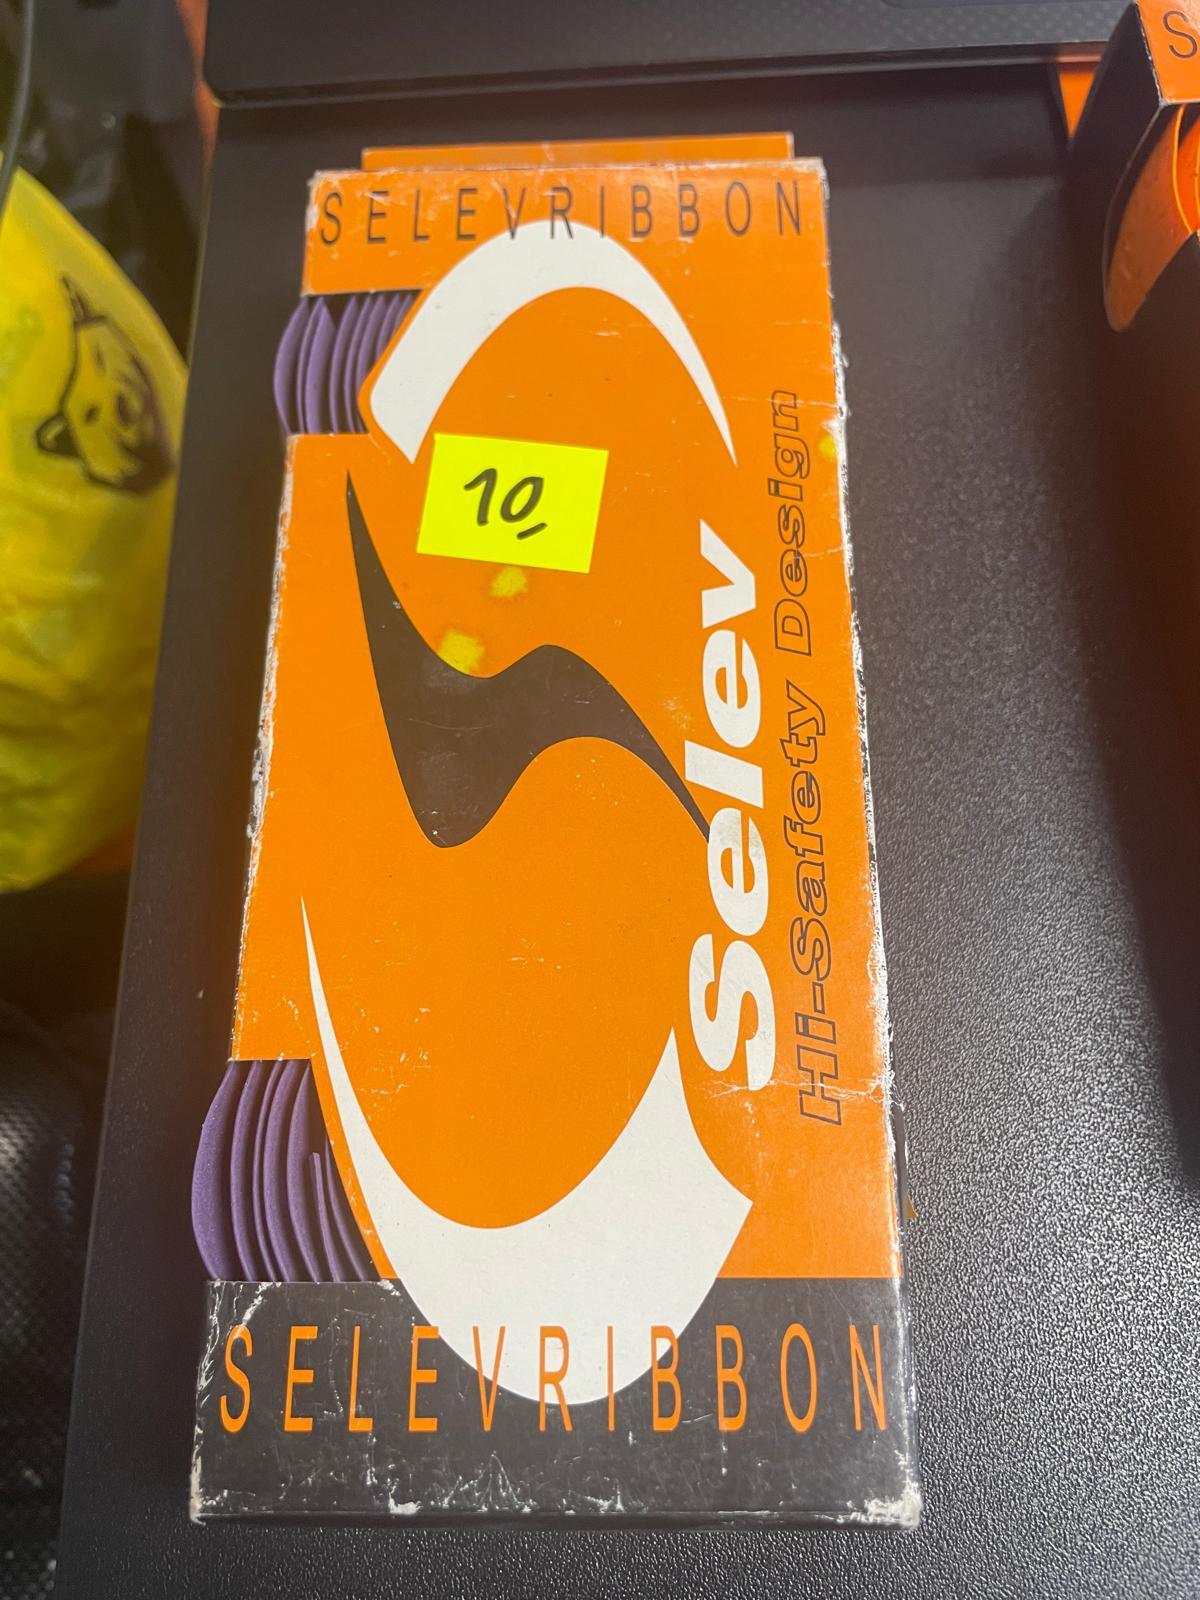 SELEVRIBBON
10,
Selev
Hi-Safety Design
SELEVRIBBON
S